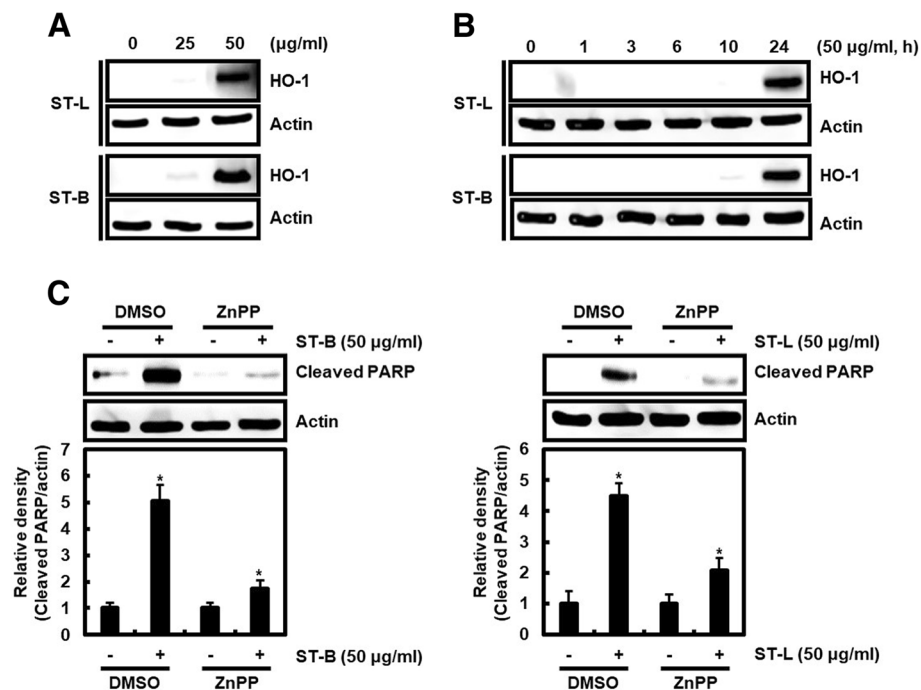 A
0 25 50 (µg/ml)
ST-L
HO-1
Actin
ST-B
HO-1
Actin
B
0 1 3 6 10 24 (50 µg/ml, h)
ST-L
HO-1
Actin
ST-B
HO-1
Actin
C
DMSO ZnPP
- + - + ST-B (50 µg/ml)
Cleaved PARP
Actin
Relative density
(Cleaved PARP/actin)
7
6
5
4
3
2
1
0
* *
- + - + ST-B (50 µg/ml)
DMSO ZnPP
DMSO ZnPP
- + - + ST-L (50 µg/ml)
Cleaved PARP
Actin
Relative density
(Cleaved PARP/actin)
6
5
4
3
2
1
0
* *
- + - + ST-L (50 µg/ml)
DMSO ZnPP